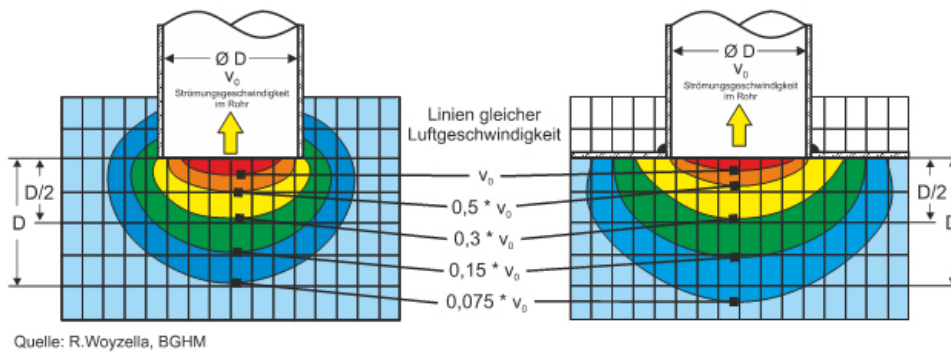 Ø D
v₀
Strömungsgeschwindigkeit
im Rohr
Ø D
v₀
Strömungsgeschwindigkeit
im Rohr
Linien gleicher
Luftgeschwindigkeit
D/2
D
v₀
0,5 * v₀
0,3 * v₀
0,15 * v₀
0,075 * v₀
D/2
D
Quelle: R.Woyzella, BGHM